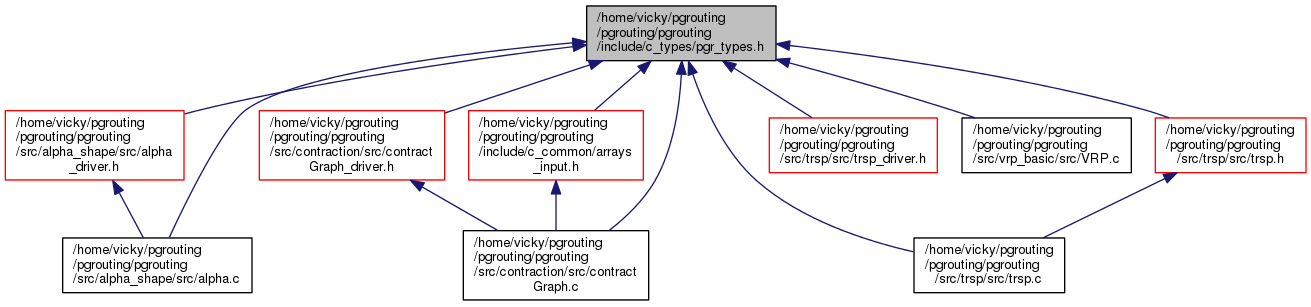 /home/vicky/pgrouting
/pgrouting/pgrouting
/include/c_types/pgr_types.h
/home/vicky/pgrouting
/pgrouting/pgrouting
/src/alpha_shape/src/alpha
_driver.h
/home/vicky/pgrouting
/pgrouting/pgrouting
/src/contraction/src/contract
Graph_driver.h
/home/vicky/pgrouting
/pgrouting/pgrouting
/include/c_common/arrays
_input.h
/home/vicky/pgrouting
/pgrouting/pgrouting
/src/trsp/src/trsp_driver.h
/home/vicky/pgrouting
/pgrouting/pgrouting
/src/vrp_basic/src/VRP.c
/home/vicky/pgrouting
/pgrouting/pgrouting
/src/trsp/src/trsp.h
/home/vicky/pgrouting
/pgrouting/pgrouting
/src/alpha_shape/src/alpha.c
/home/vicky/pgrouting
/pgrouting/pgrouting
/src/contraction/src/contract
Graph.c
/home/vicky/pgrouting
/pgrouting/pgrouting
/src/trsp/src/trsp.c